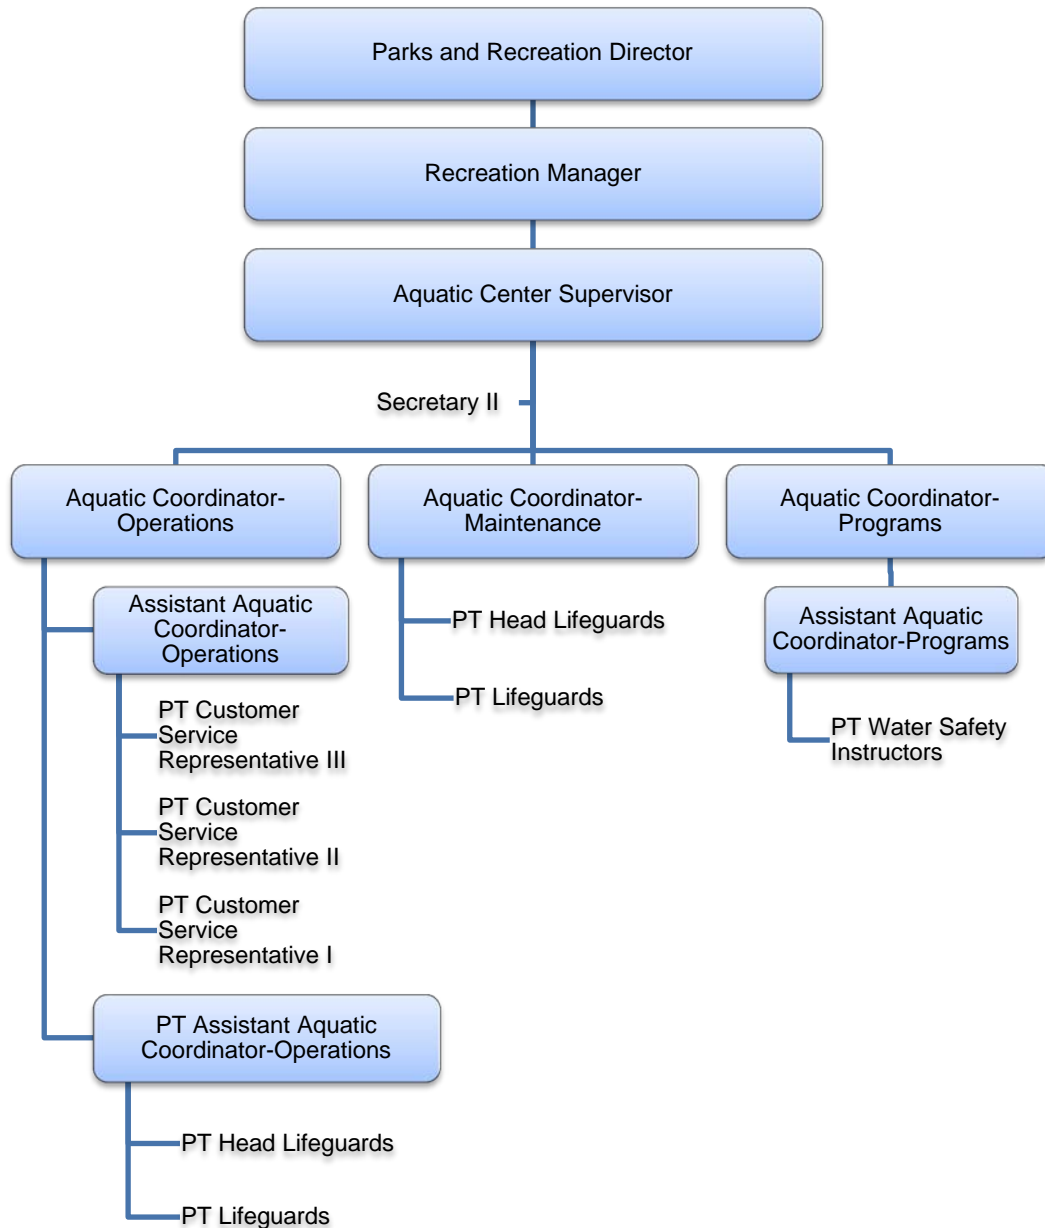 Parks and Recreation Director
Recreation Manager
Aquatic Center Supervisor
Secretary II
Aquatic Coordinator-
Operations
Aquatic Coordinator-
Maintenance
Aquatic Coordinator-
Programs
Assistant Aquatic
Coordinator-
Operations
PT Customer
Service
Representative III
PT Customer
Service
Representative II
PT Customer
Service
Representative I
PT Assistant Aquatic
Coordinator-Operations
PT Head Lifeguards
PT Lifeguards
PT Head Lifeguards
PT Lifeguards
Assistant Aquatic
Coordinator-Programs
PT Water Safety
Instructors